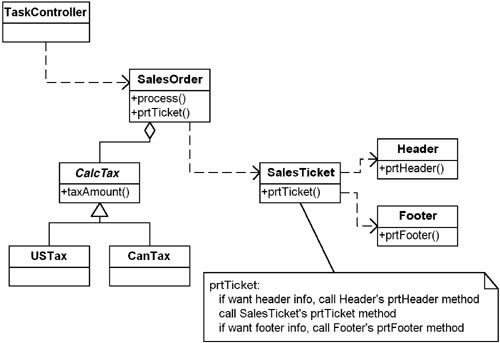 TaskController
SalesOrder
+process()
+prtTicket()
CalcTax
+taxAmount()
USTax
CanTax
SalesTicket
+prtTicket()
Header
+prtHeader()
Footer
+prtFooter()
prtTicket:
if want header info, call Header's prtHeader method
call SalesTicket's prtTicket method
if want footer info, call Footer's prtFooter method